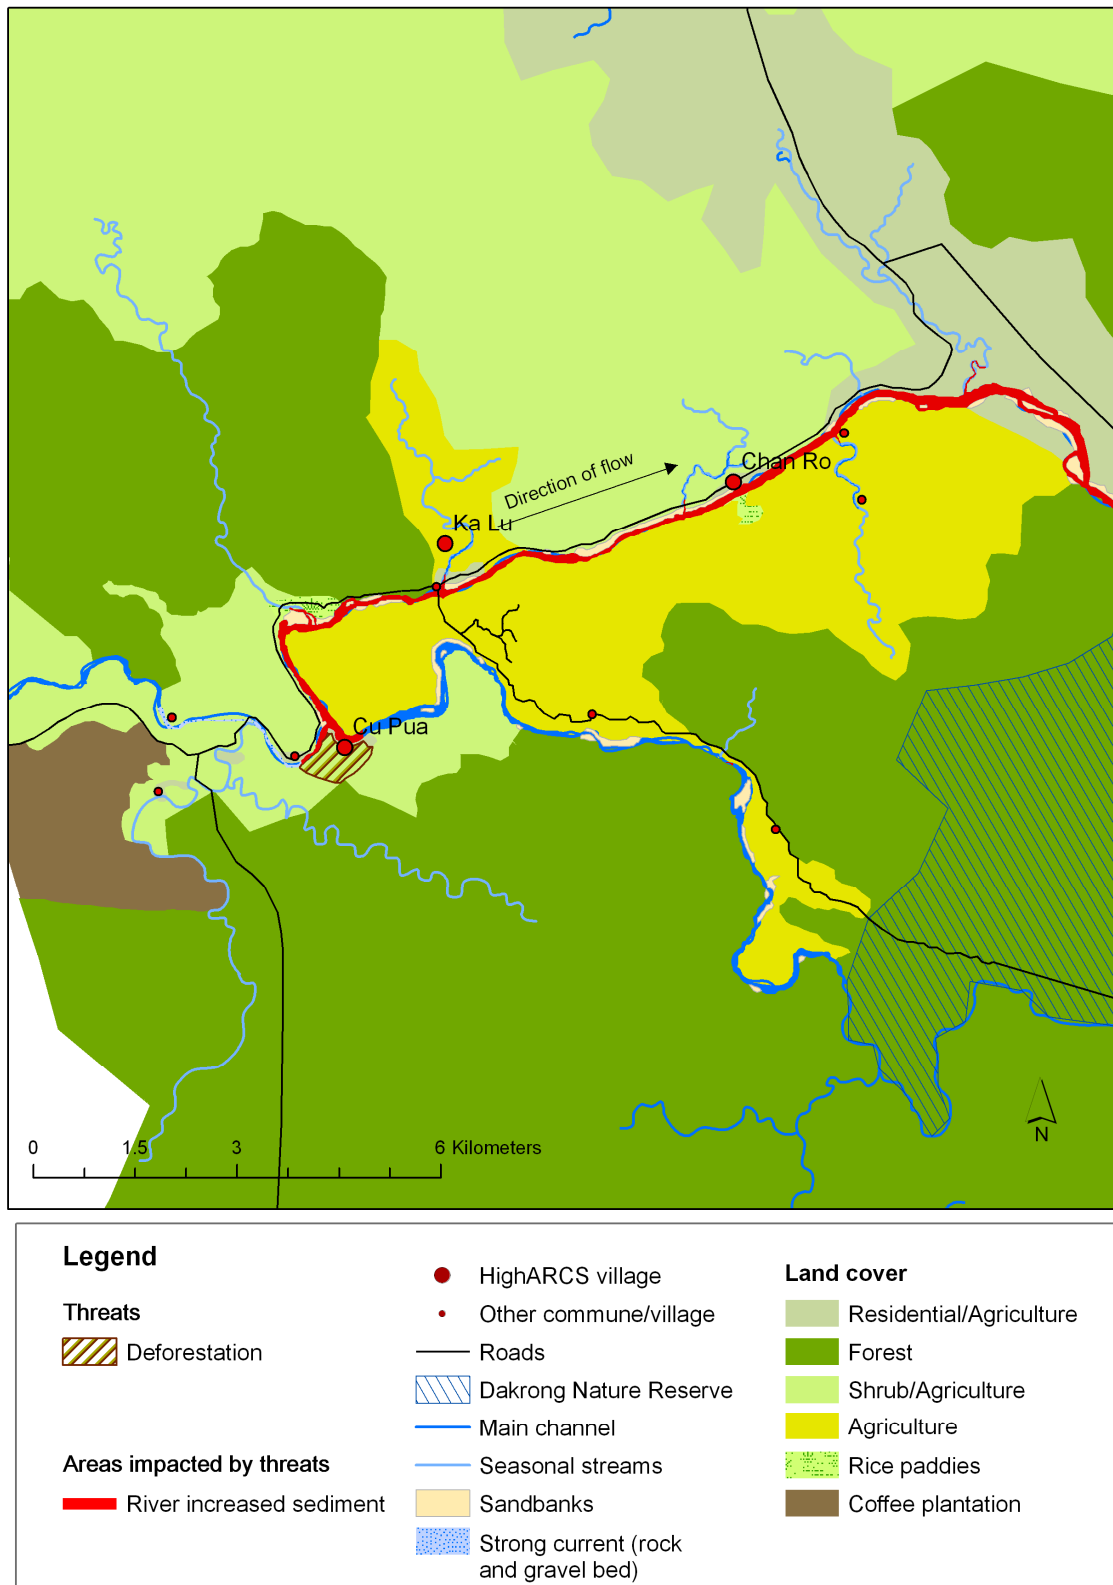 Direction of flow
Chan Ro
Ka Lu
Cu Pua
N
0 1.5 3 6 Kilometers
Legend
Threats
Deforestation
Areas impacted by threats
River increased sediment
HighARCS village
Other commune/village
Roads
Dakrong Nature Reserve
Main channel
Seasonal streams
Sandbanks
Strong current (rock
and gravel bed)
Land cover
Residential/Agriculture
Forest
Shrub/Agriculture
Agriculture
Rice paddies
Coffee plantation